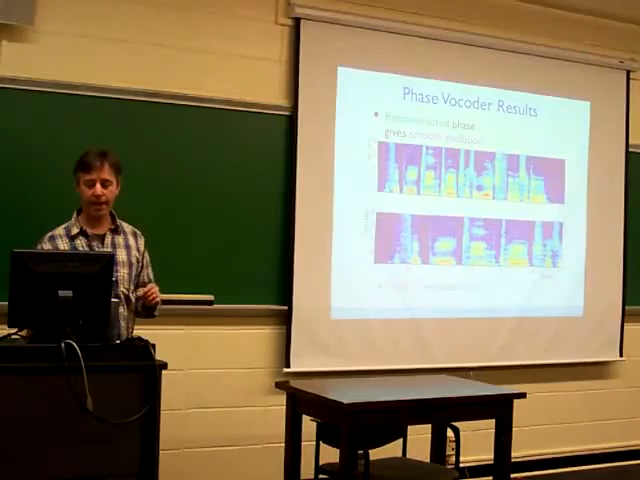 Phase Vocoder Results
Reconstructed phase
gives smooth evolution